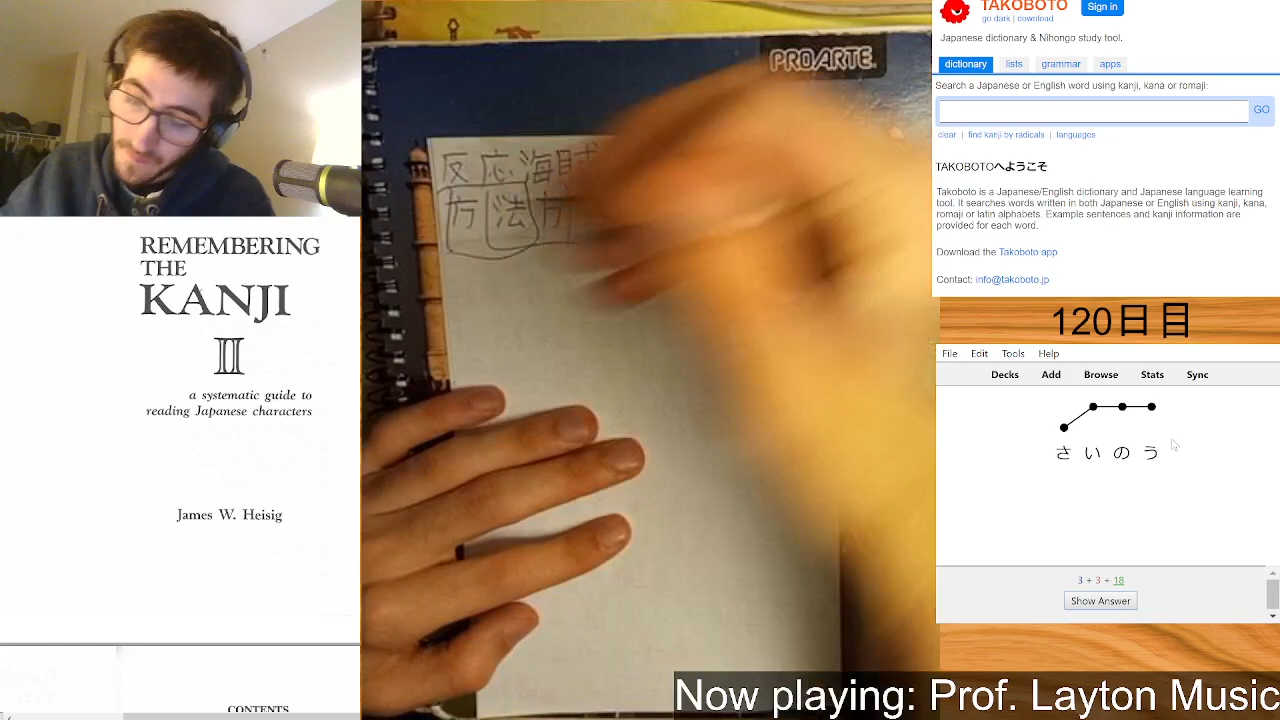 REMEMBERING
THE
KANJI
II
a systematic guide to
reading Japanese characters
James W. Heisig
CONTENTS
PRO/ARTE
反応海
方法方
TAKOBOTO
Sign in
go dark | download
Japanese dictionary & Nihongo study tool.
dictionary lists grammar apps
Search a Japanese or English word using kanji, kana or romaji:
GO
clear | find kanji by radicals | languages
TAKOBOTOへようこそ
Takoboto is a Japanese/English dictionary and Japanese language learning
tool. It searches words written in both Japanese or English using kanji, kana,
romaji or latin alphabets. Example sentences and kanji information are
provided for each word.
Download the Takoboto app
Contact: info@takoboto.jp
120日目
File Edit Tools Help
Decks Add Browse Stats Sync
さいのう
3 + 3 + 18
Show Answer
Now playing: Prof. Layton Music